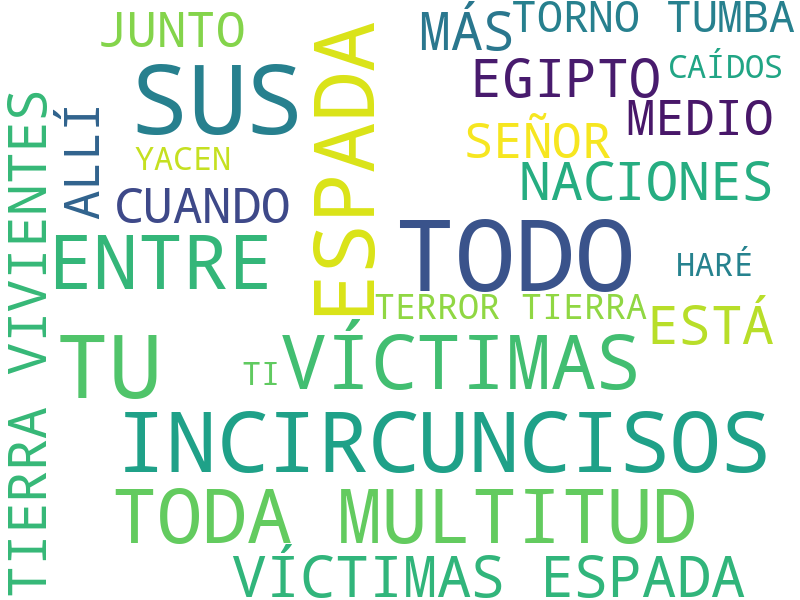 JUNTO
MÁS
TORNO TUMBA
SUS
ESPADA
EGIPTO
CAÍDOS
ALLÍ
MEDIO
SEÑOR
YACEN
NACIONES
CUANDO
TODO
ENTRE
HARÉ
TERROR TIERRA
ESTÁ
TIERRA VIVIENTES
TU
TI
VÍCTIMAS
INCIRCUNCISOS
TODA MULTITUD
VÍCTIMAS ESPADA